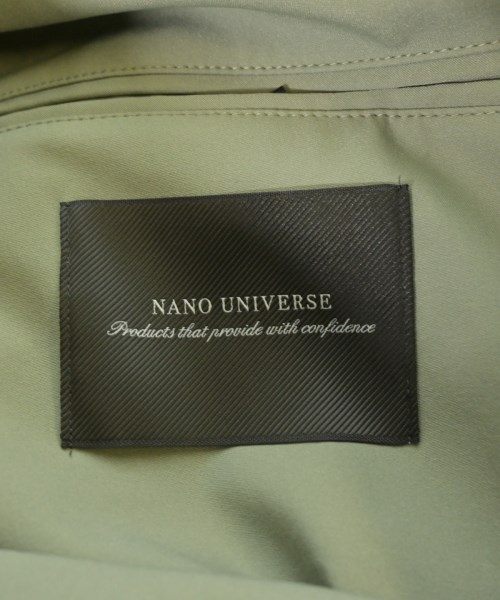 NANO UNIVERSE
Products that provide with confidence